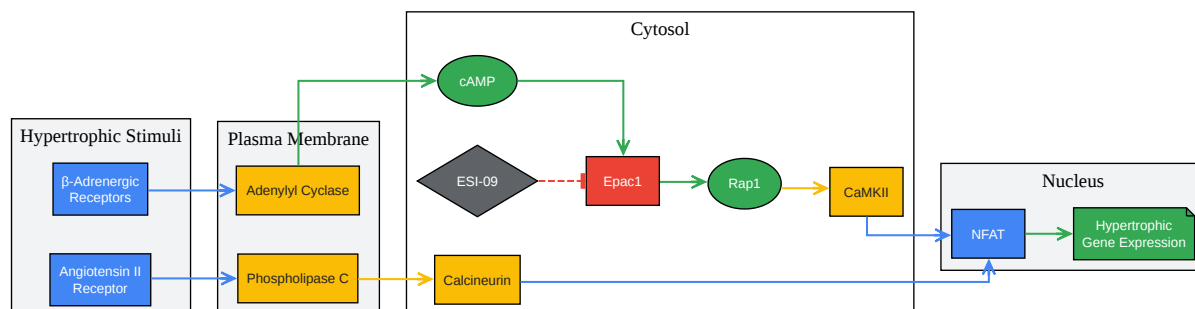 Cytosol
cAMP
Hypertrophic Stimuli
Plasma Membrane
β-Adrenergic
Receptors
Adenylyl Cyclase
ESI-09
Epac1
Rap1
CaMKII
Nucleus
NFAT
Hypertrophic
Gene Expression
Angiotensin II
Receptor
Phospholipase C
Calcineurin